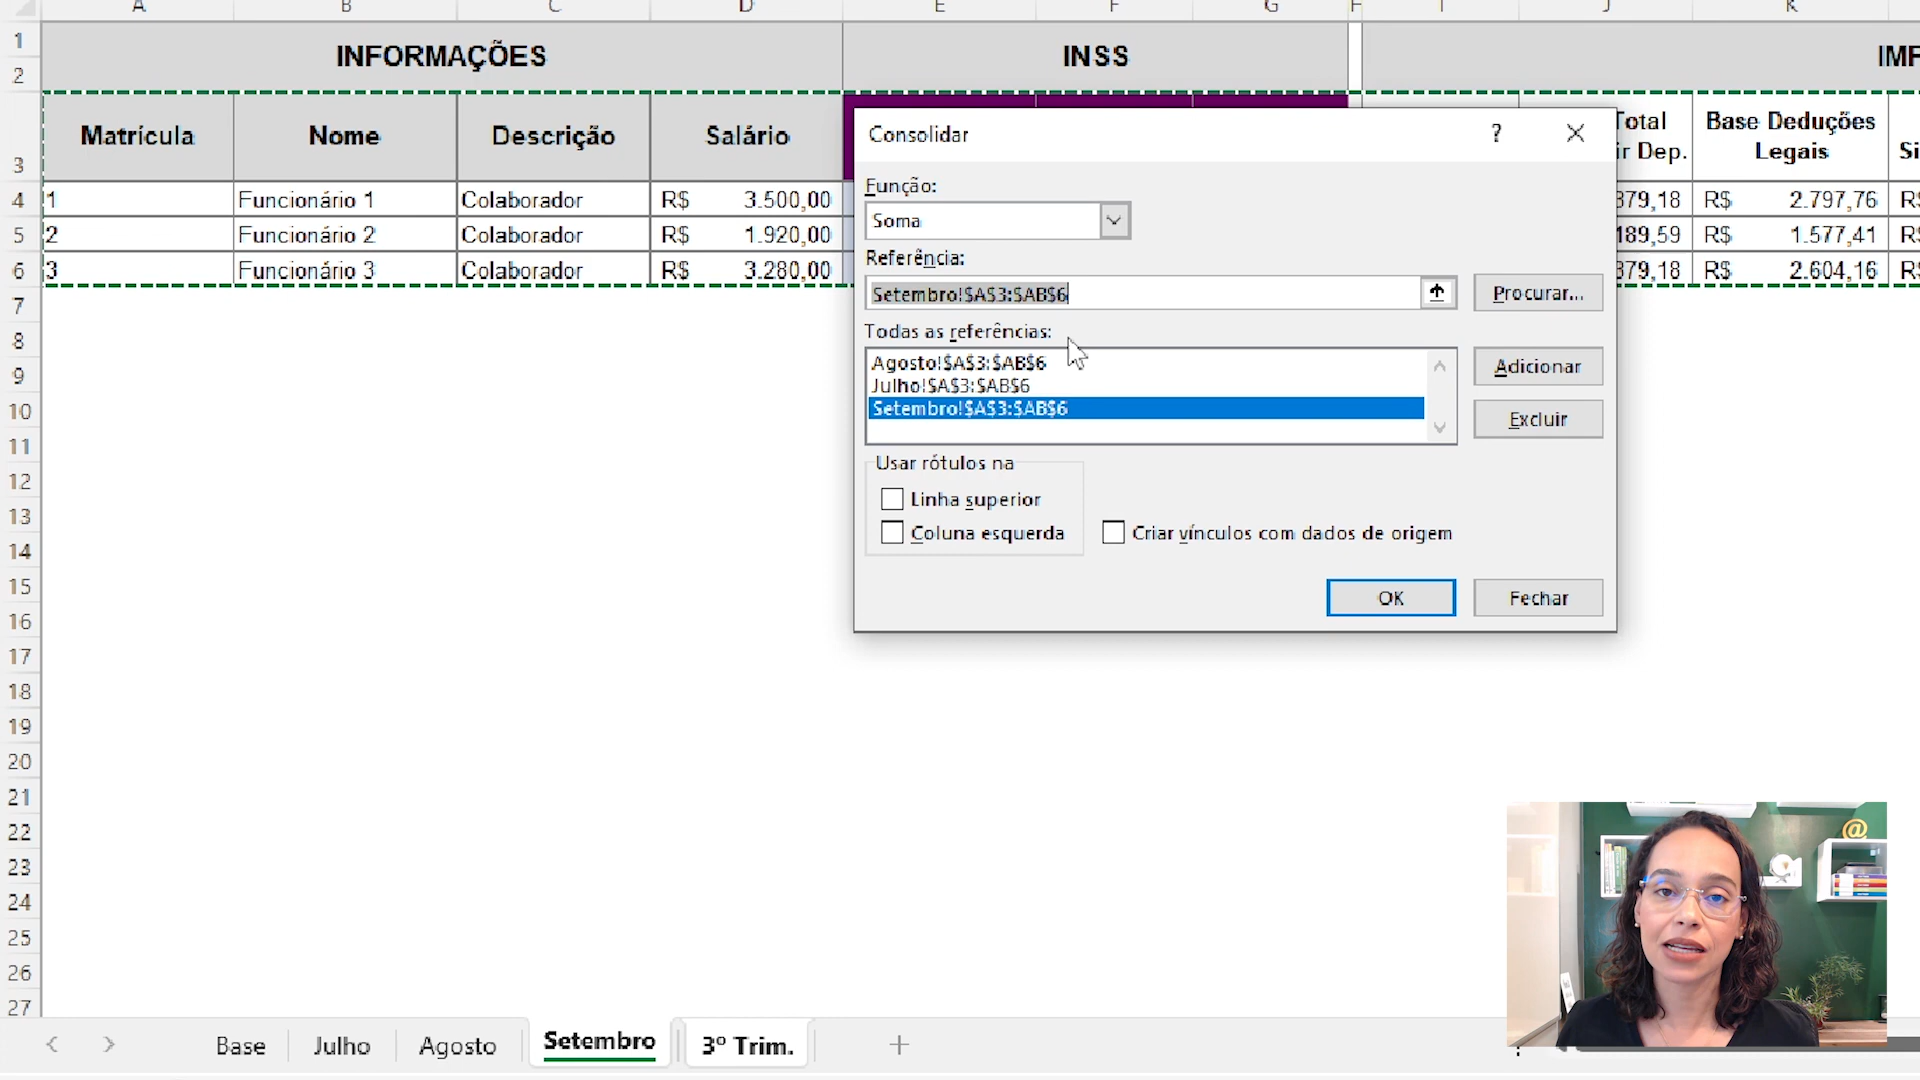 A B C D E F G H I J K
1 INFORMAÇÕES INSS IMP
2
3 Matrícula Nome Descrição Salário Total Base Deduções
ir Dep. Legais Si
4 1 Funcionário 1 Colaborador R$ 3.500,00 379,18 R$ 2.797,76 R$
5 2 Funcionário 2 Colaborador R$ 1.920,00 189,59 R$ 1.577,41 R$
6 3 Funcionário 3 Colaborador R$ 3.280,00 379,18 R$ 2.604,16 R$
7
8
9
10
11
12
13
14
15
16
17
18
19
20
21
22
23
24
25
26
27
Consolidar ? ×
Função:
Soma
Referência:
Setembro!$A$3:$AB$6 Procurar...
Todas as referências:
Agosto!$A$3:$AB$6 Adicionar
Julho!$A$3:$AB$6
Setembro!$A$3:$AB$6 Excluir
Usar rótulos na
Linha superior
Coluna esquerda Criar vínculos com dados de origem
OK Fechar
@
Base Julho Agosto Setembro 3º Trim. +